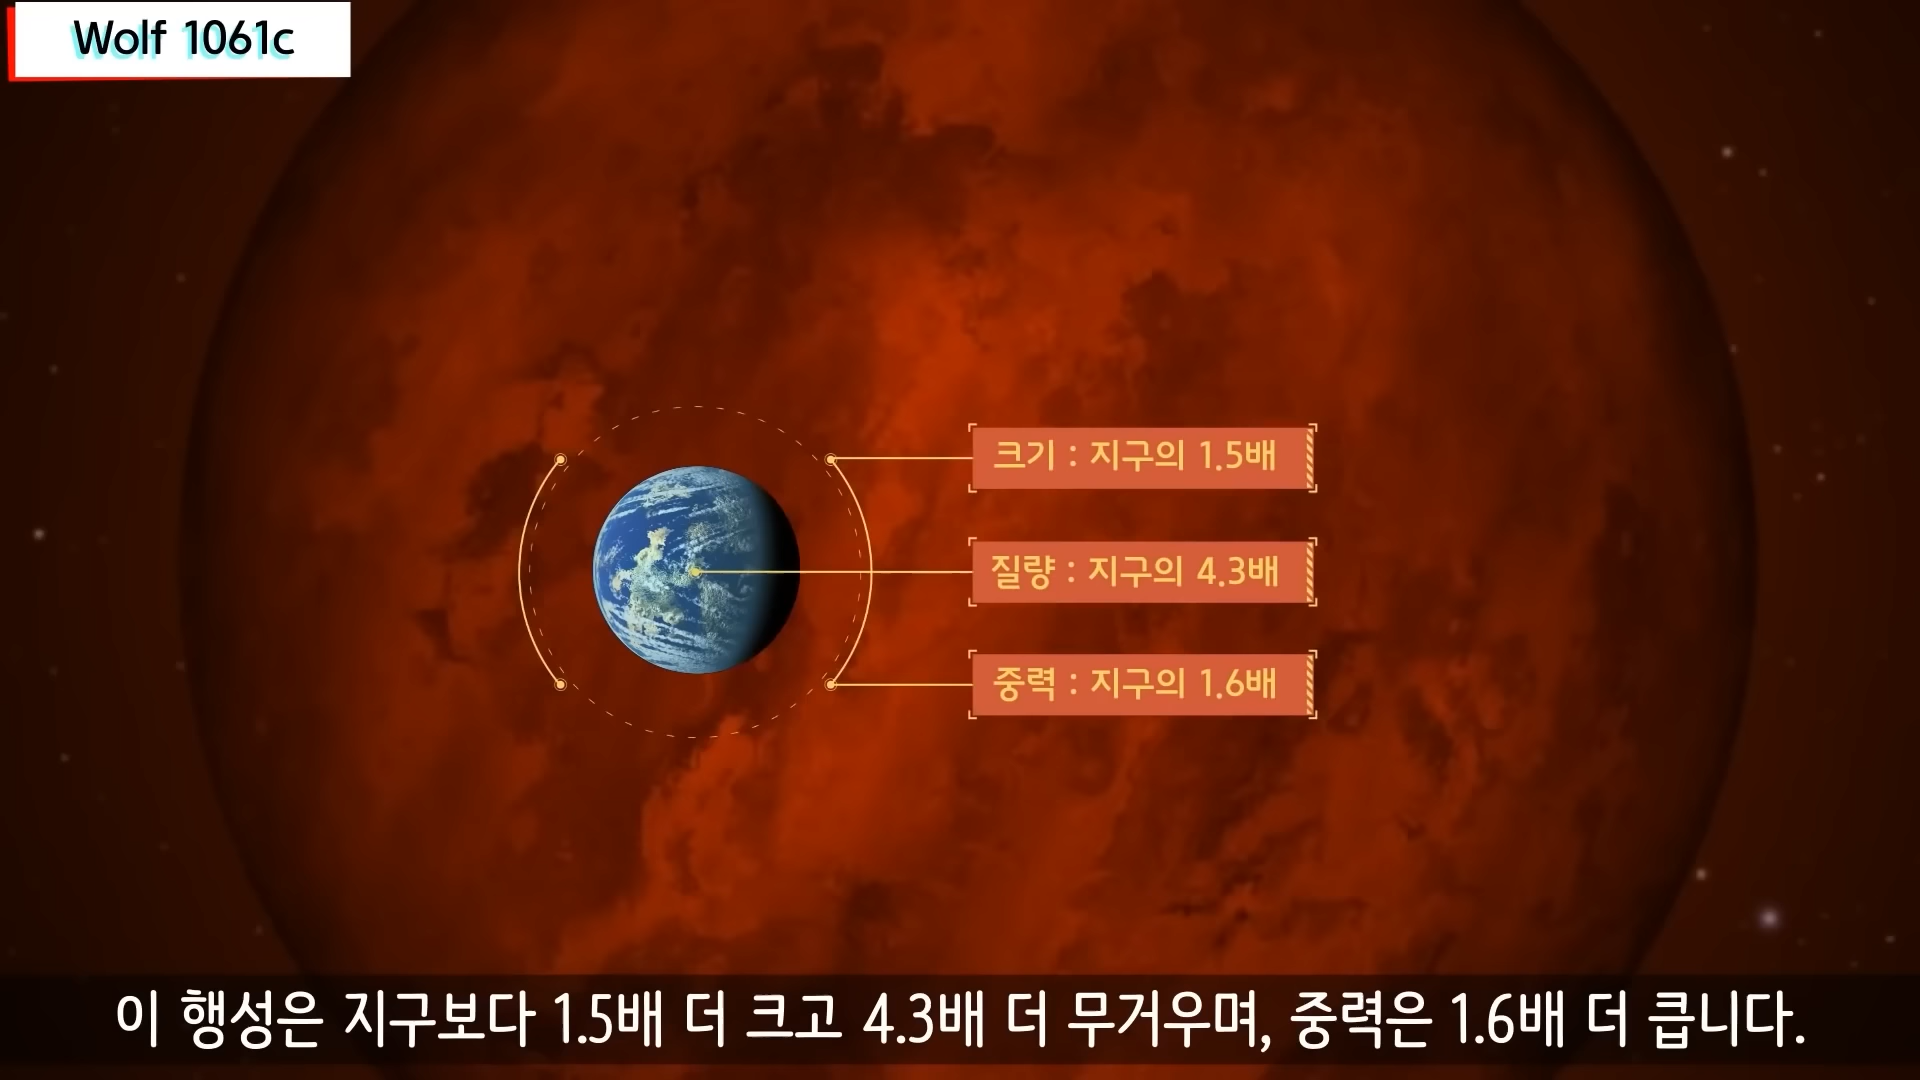 Wolf 1061c
크기 : 지구의 1.5배
질량 : 지구의 4.3배
중력 : 지구의 1.6배
이 행성은 지구보다 1.5배 더 크고 4.3배 더 무거우며, 중력은 1.6배 더 큽니다.